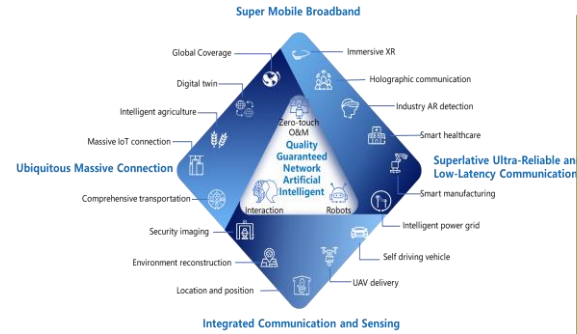 Super Mobile Broadband
Global Coverage
Immersive XR
Holographic communication
Digital twin
Industry AR detection
Intelligent agriculture
Smart healthcare
Massive IoT connection
Zero-touch
O&M
Quality
Guaranteed
Network
Artificial
Intelligent
Ubiquitous Massive Connection
Superlative Ultra-Reliable an
Low-Latency Communication
Comprehensive transportation
Smart manufacturing
Interaction
Robots
Security imaging
Intelligent power grid
Environment reconstruction
Self driving vehicle
Location and position
UAV delivery
Integrated Communication and Sensing